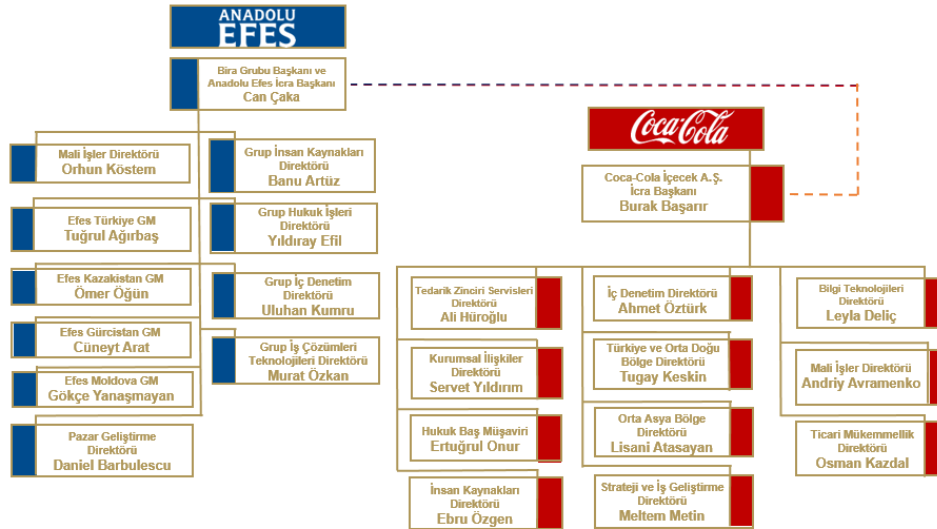 ANADOLU
EFES
Bira Grubu Başkanı ve
Anadolu Efes İcra Başkanı
Can Çaka
Mali İşler Direktörü
Orhun Köstem
Grup İnsan Kaynakları
Direktörü
Banu Artüz
Efes Türkiye GM
Tuğrul Ağırbaş
Grup Hukuk İşleri
Direktörü
Yıldıray Efil
Efes Kazakistan GM
Ömer Öğün
Grup İç Denetim
Direktörü
Uluhan Kumru
Efes Gürcistan GM
Cüneyt Arat
Grup İş Çözümleri
Teknolojileri Direktörü
Murat Özkan
Efes Moldova GM
Gökçe Yanaşmayan
Pazar Geliştirme
Direktörü
Daniel Barbulescu
Coca-Cola
Coca-Cola İçecek A.Ş.
İcra Başkanı
Burak Başarır
Tedarik Zinciri Servisleri
Direktörü
Ali Hüroğlu
Kurumsal İlişkiler
Direktörü
Servet Yıldırım
Hukuk Baş Müşaviri
Ertuğrul Onur
İnsan Kaynakları
Direktörü
Ebru Özgen
İç Denetim Direktörü
Ahmet Öztürk
Türkiye ve Orta Doğu
Bölge Direktörü
Tugay Keskin
Orta Asya Bölge
Direktörü
Lisani Atasayan
Strateji ve İş Geliştirme
Direktörü
Meltem Metin
Bilgi Teknolojileri
Direktörü
Leyla Deliç
Mali İşler Direktörü
Andriy Avramenko
Ticari Mükemmellik
Direktörü
Osman Kazdal